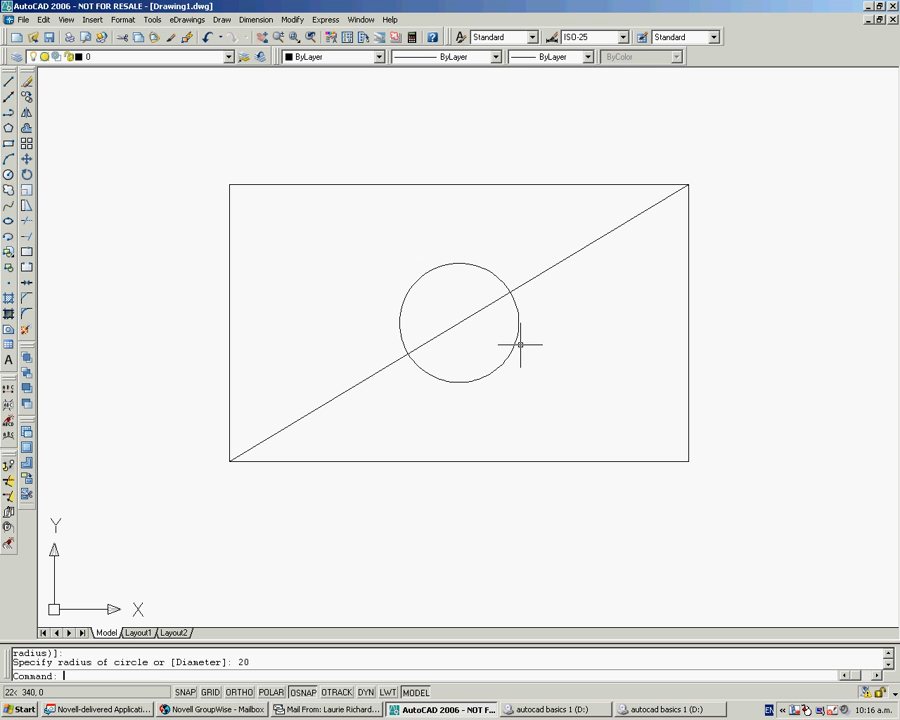 AutoCAD 2006 - NOT FOR RESALE - [Drawing1.dwg]
File Edit View Insert Format Tools eDrawings Draw Dimension Modify Express Window Help
Standard ISO-25 Standard
0 ByLayer ByLayer ByLayer ByColor
A
Y
X
Model Layout1 Layout2
radius)]:
Specify radius of circle or [Diameter]: 20
Command:
340, 0 SNAP GRID ORTHO POLAR OSNAP OTRACK DYN LWT MODEL
Start Novell-delivered Applicati... Novell GroupWise - Mailbox Mail From: Laurie Richard... AutoCAD 2006 - NOT F... autocad basics 1 (D:) autocad basics 1 (D:) EN 10:16 a.m.